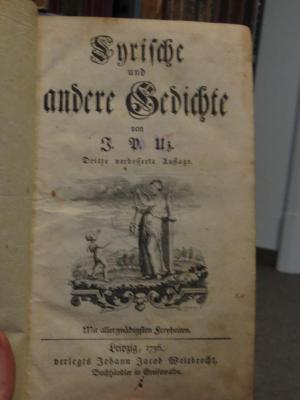 Lyrische
und
andere Gedichte
von
J. P. Uz.
Dritte verbesserte Auflage.
Mit allergnädigsten Freyheiten.
Leipzig, 1756.
verlegts Johann Jacob Weitbrecht,
Buchhändler in Greifswalde.